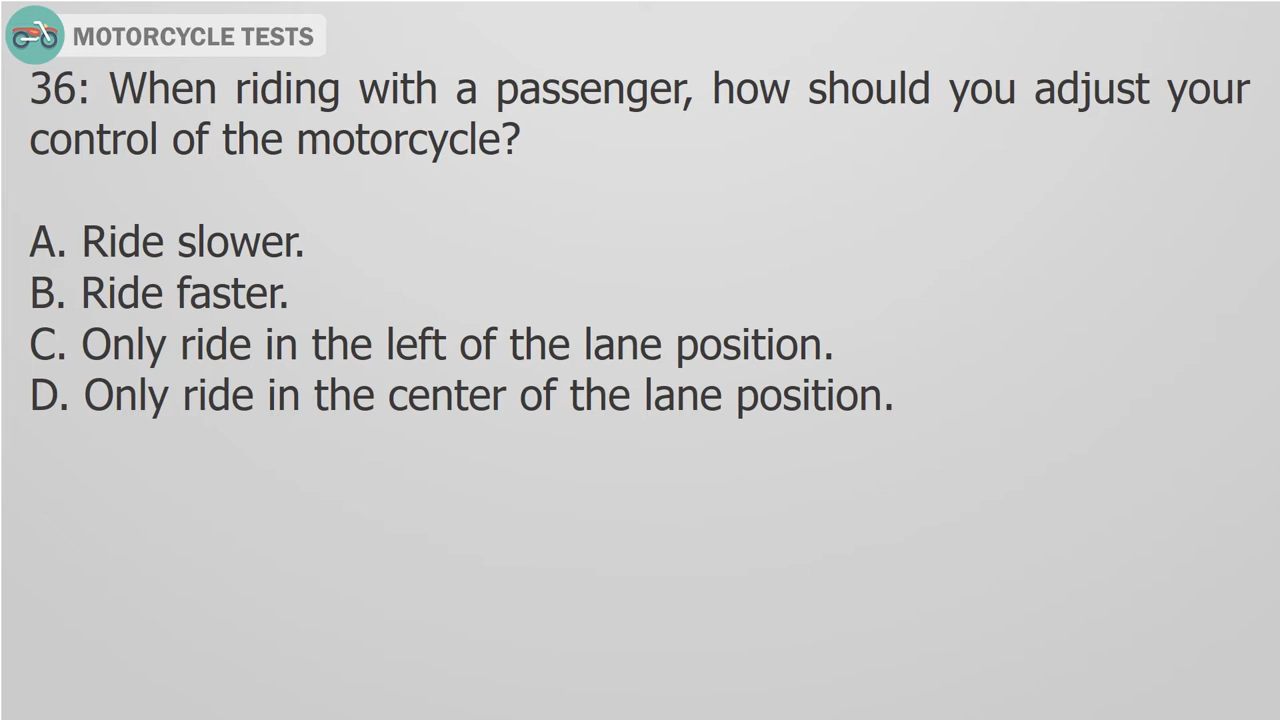 MOTORCYCLE TESTS
36: When riding with a passenger, how should you adjust your
control of the motorcycle?
A. Ride slower.
B. Ride faster.
C. Only ride in the left of the lane position.
D. Only ride in the center of the lane position.